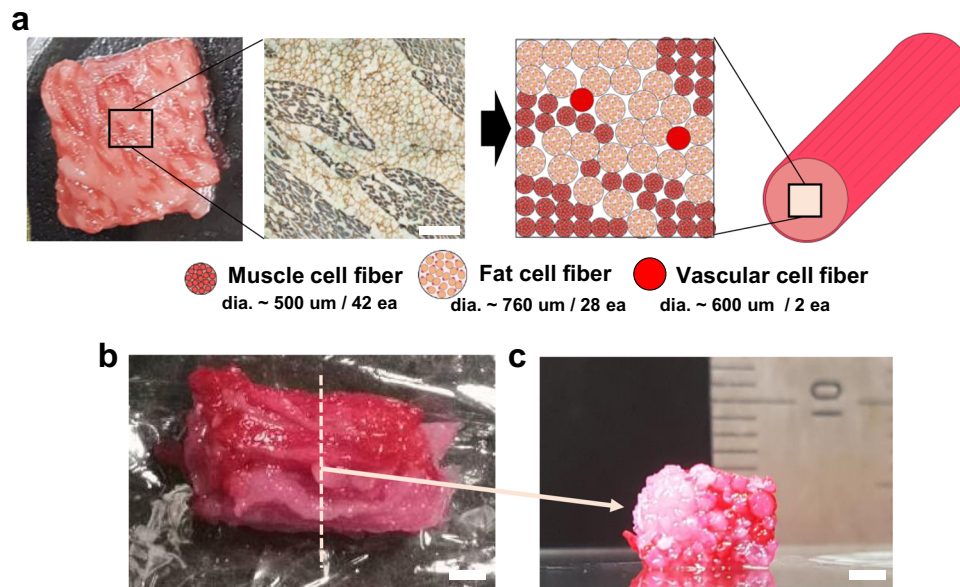 a
Muscle cell fiber
dia. ~ 500 um / 42 ea
Fat cell fiber
dia. ~ 760 um / 28 ea
Vascular cell fiber
dia. ~ 600 um / 2 ea
b
c
10